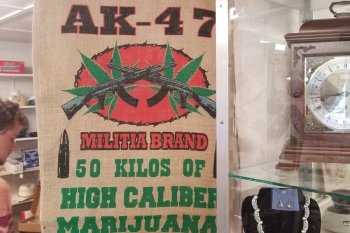 AK-47
MILITIA BRAND
50 KILOS OF
HIGH CALIBER
MARIJUANA